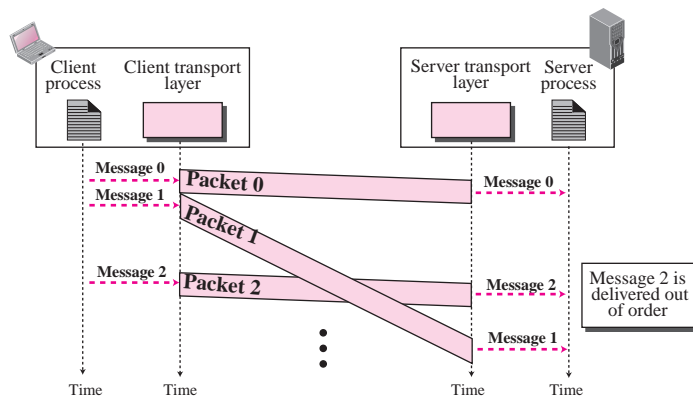 Client process
Client transport layer
Server transport layer
Server process
Message 0
Packet 0
Message 0
Message 1
Packet 1
Message 2
Packet 2
Message 2
Message 2 is
delivered out
of order
Message 1
Time
Time
Time
Time